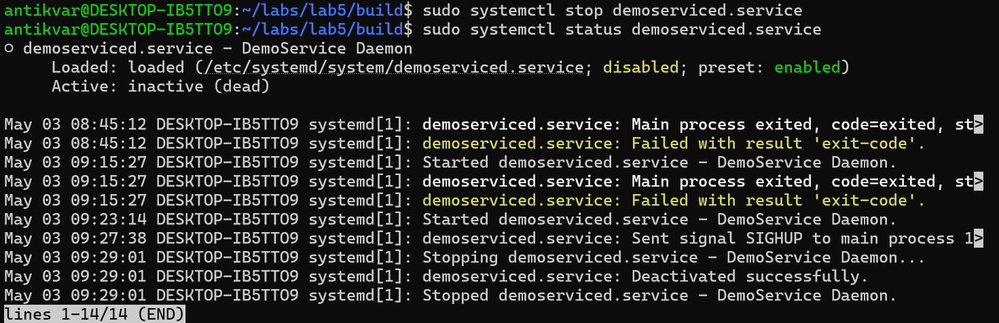 antikvar@DESKTOP-IB5TTO9:~/labs/lab5/build$ sudo systemctl stop demoserviced.service
antikvar@DESKTOP-IB5TTO9:~/labs/lab5/build$ sudo systemctl status demoserviced.service
○ demoserviced.service - DemoService Daemon
     Loaded: loaded (/etc/systemd/system/demoserviced.service; disabled; preset: enabled)
     Active: inactive (dead)

May 03 08:45:12 DESKTOP-IB5TTO9 systemd[1]: demoserviced.service: Main process exited, code=exited, st>
May 03 08:45:12 DESKTOP-IB5TTO9 systemd[1]: demoserviced.service: Failed with result 'exit-code'.
May 03 09:15:27 DESKTOP-IB5TTO9 systemd[1]: Started demoserviced.service - DemoService Daemon.
May 03 09:15:27 DESKTOP-IB5TTO9 systemd[1]: demoserviced.service: Main process exited, code=exited, st>
May 03 09:15:27 DESKTOP-IB5TTO9 systemd[1]: demoserviced.service: Failed with result 'exit-code'.
May 03 09:23:14 DESKTOP-IB5TTO9 systemd[1]: Started demoserviced.service - DemoService Daemon.
May 03 09:27:38 DESKTOP-IB5TTO9 systemd[1]: demoserviced.service: Sent signal SIGHUP to main process 1>
May 03 09:29:01 DESKTOP-IB5TTO9 systemd[1]: Stopping demoserviced.service - DemoService Daemon...
May 03 09:29:01 DESKTOP-IB5TTO9 systemd[1]: demoserviced.service: Deactivated successfully.
May 03 09:29:01 DESKTOP-IB5TTO9 systemd[1]: Stopped demoserviced.service - DemoService Daemon.
lines 1-14/14 (END)